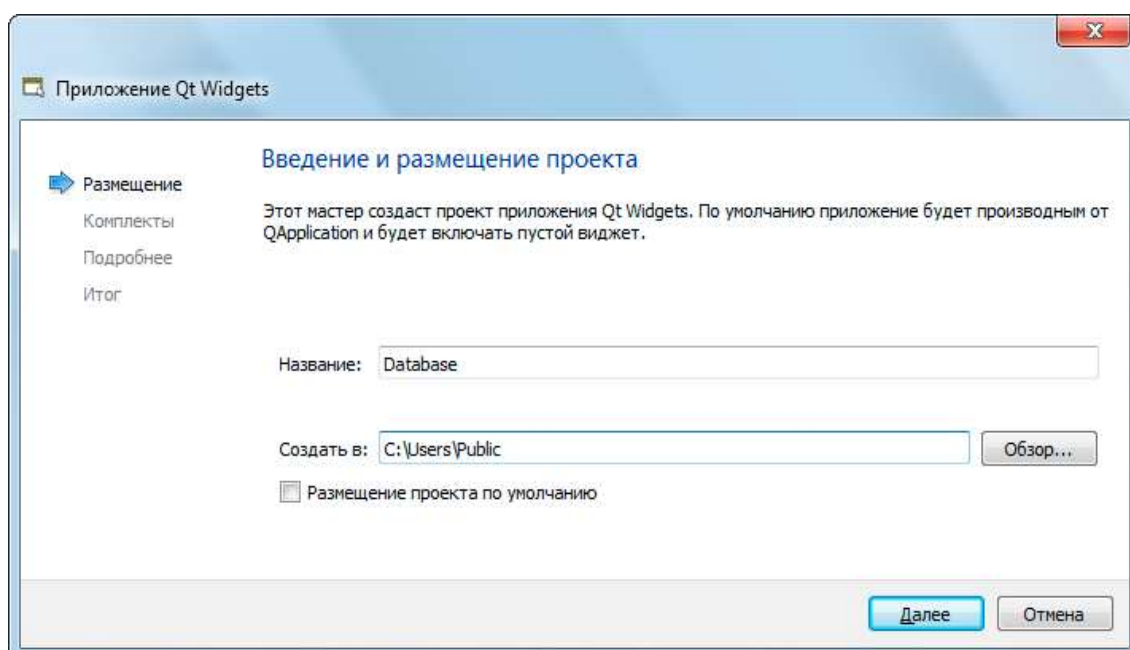 Приложение Qt Widgets
Введение и размещение проекта
Размещение
Комплекты
Подробнее
Итог
Этот мастер создаст проект приложения Qt Widgets. По умолчанию приложение будет производным от
QApplication и будет включать пустой виджет.
Название: Database
Создать в: C:\Users\Public Обзор...
Размещение проекта по умолчанию
Далее Отмена